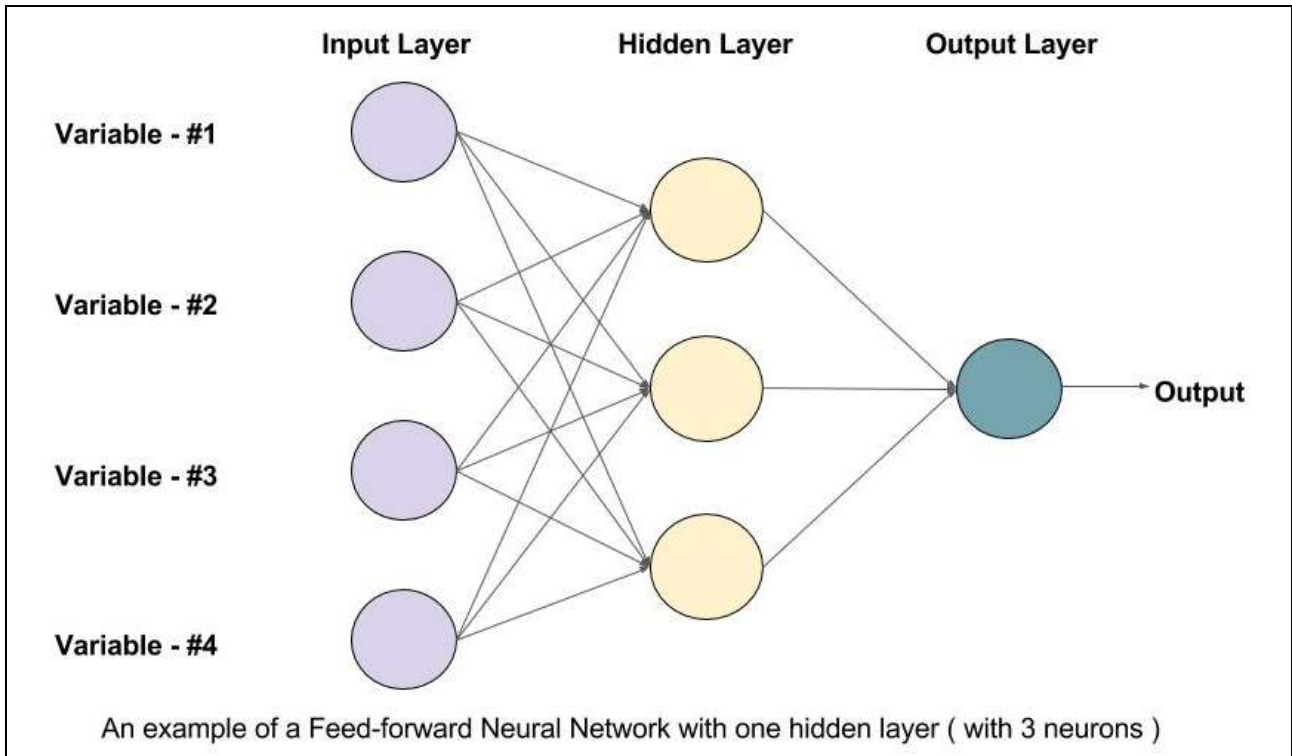 Input Layer Hidden Layer Output Layer
Variable - #1
Variable - #2
Output
Variable - #3
Variable - #4
An example of a Feed-forward Neural Network with one hidden layer ( with 3 neurons )